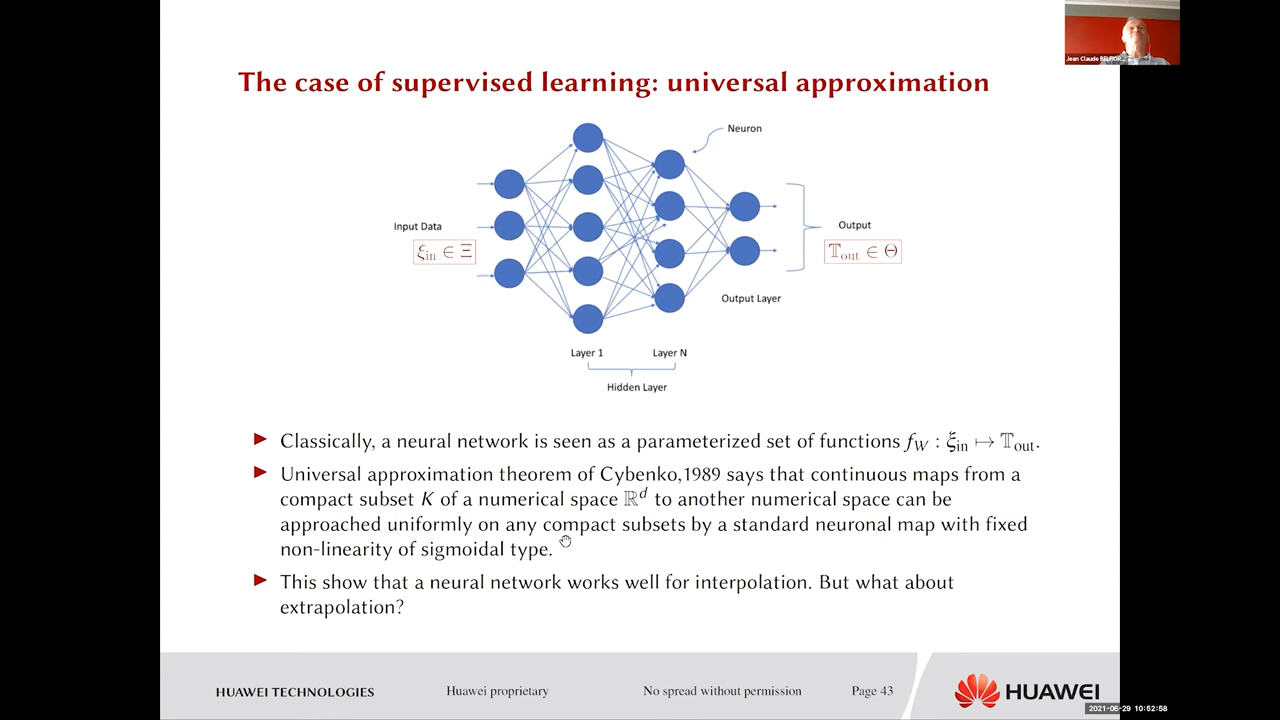 Jean Claude BELFIOR
The case of supervised learning: universal approximation
Neuron
Input Data
ξin ∈ Ξ
Output
𝕋out ∈ Θ
Output Layer
Layer 1
Layer N
Hidden Layer
Classically, a neural network is seen as a parameterized set of functions fW : ξin ↦ 𝕋out.
Universal approximation theorem of Cybenko,1989 says that continuous maps from a
compact subset K of a numerical space ℝd to another numerical space can be
approached uniformly on any compact subsets by a standard neuronal map with fixed
non-linearity of sigmoidal type.
This show that a neural network works well for interpolation. But what about
extrapolation?
HUAWEI TECHNOLOGIES
Huawei proprietary
No spread without permission
Page 43
HUAWEI
2021-06-29 10:52:58